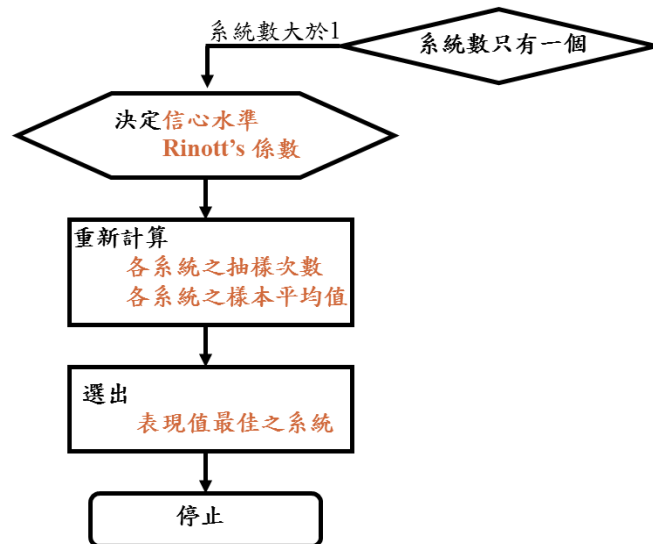 系統數大於1
系統數只有一個
決定信心水準
Rinott's 係數
重新計算
各系統之抽樣次數
各系統之樣本平均值
選出
表現值最佳之系統
停止